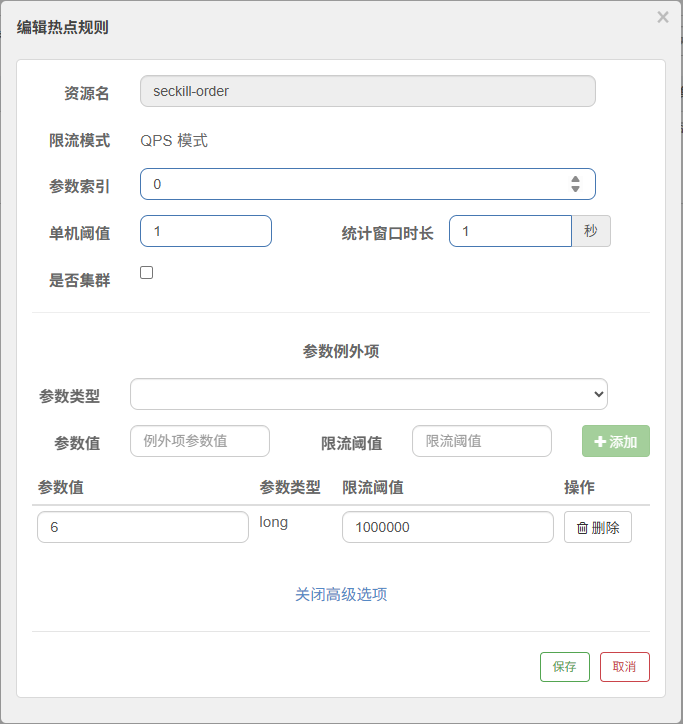 编辑热点规则 ×
资源名 seckill-order
限流模式 QPS 模式
参数索引 0
单机阈值 1 统计窗口时长 1 秒
是否集群
参数例外项
参数类型
参数值 例外项参数值 限流阈值 限流阈值 添加
参数值 参数类型 限流阈值 操作
6 long 1000000 删除
关闭高级选项
保存 取消